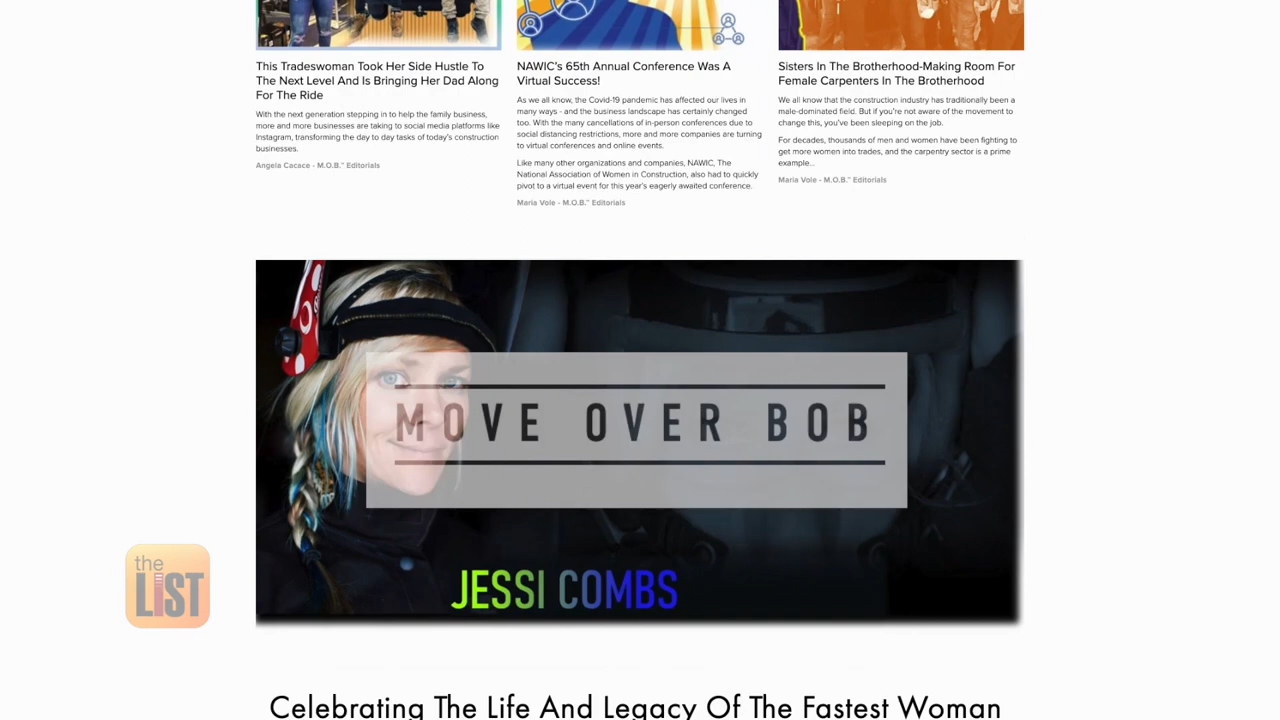 This Tradeswoman Took Her Side Hustle To
The Next Level And Is Bringing Her Dad Along
For The Ride
With the next generation stepping in to help the family business,
more and more businesses are taking to social media platforms like
Instagram, transforming the day to day tasks of today's construction
businesses.
Angela Cacace - M.O.B.™ Editorials
NAWIC's 65th Annual Conference Was A
Virtual Success!
As we all know, the Covid-19 pandemic has affected our lives in
many ways - and the business landscape has certainly changed
too. With the many cancellations of in-person conferences due to
social distancing restrictions, more and more companies are turning
to virtual conferences and online events.
Like many other organizations and companies, NAWIC, The
National Association of Women in Construction, also had to quickly
pivot to a virtual event for this year's eagerly awaited conference.
Maria Vole - M.O.B.™ Editorials
Sisters In The Brotherhood-Making Room For
Female Carpenters In The Brotherhood
We all know that the construction industry has traditionally been a
male-dominated field. But if you're not aware of the movement to
change this, you've been sleeping on the job.
For decades, thousands of men and women have been fighting to
get more women into trades, and the carpentry sector is a prime
example...
Maria Vole - M.O.B.™ Editorials
MOVE OVER BOB
JESSI COMBS
the
LIST
Celebrating The Life And Legacy Of The Fastest Woman